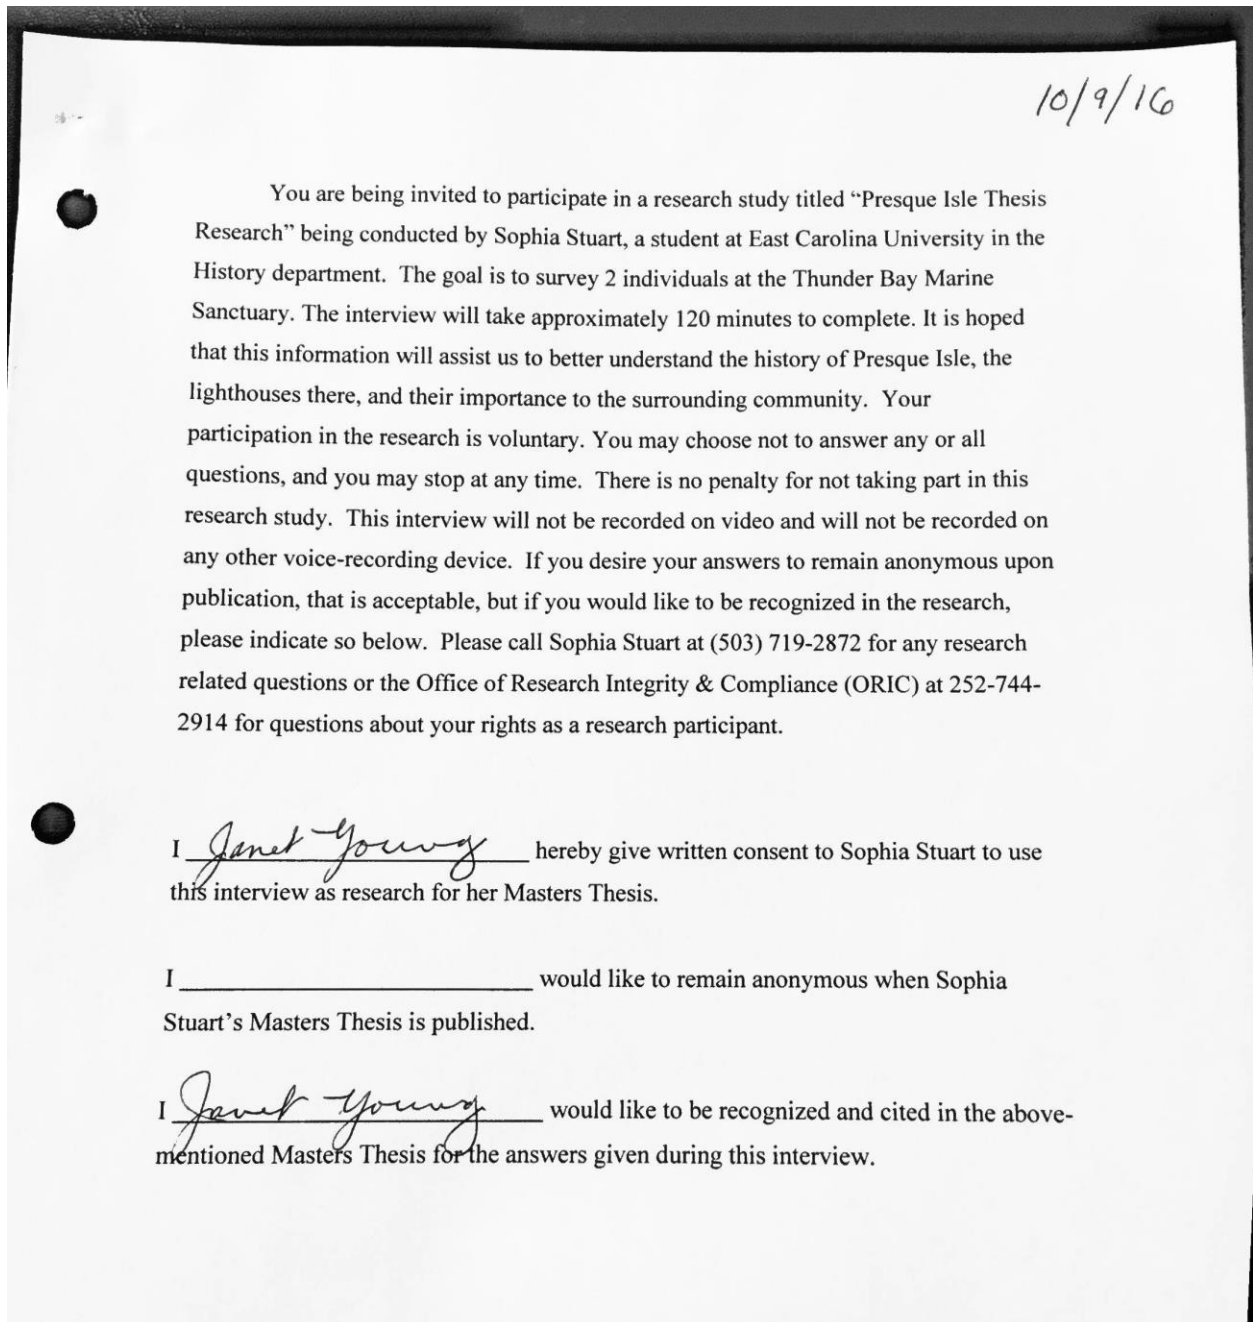 10/9/16
You are being invited to participate in a research study titled “Presque Isle Thesis
Research” being conducted by Sophia Stuart, a student at East Carolina University in the
History department.  The goal is to survey 2 individuals at the Thunder Bay Marine
Sanctuary. The interview will take approximately 120 minutes to complete. It is hoped
that this information will assist us to better understand the history of Presque Isle, the
lighthouses there, and their importance to the surrounding community.  Your
participation in the research is voluntary. You may choose not to answer any or all
questions, and you may stop at any time.  There is no penalty for not taking part in this
research study.  This interview will not be recorded on video and will not be recorded on
any other voice-recording device.  If you desire your answers to remain anonymous upon
publication, that is acceptable, but if you would like to be recognized in the research,
please indicate so below.  Please call Sophia Stuart at (503) 719-2872 for any research
related questions or the Office of Research Integrity & Compliance (ORIC) at 252-744-
2914 for questions about your rights as a research participant.
I Janet Young hereby give written consent to Sophia Stuart to use
this interview as research for her Masters Thesis.
I ______________ would like to remain anonymous when Sophia
Stuart’s Masters Thesis is published.
I Janet Young would like to be recognized and cited in the above-
mentioned Masters Thesis for the answers given during this interview.